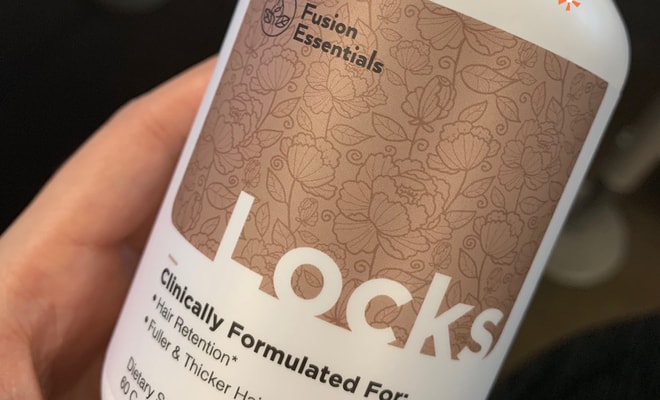 Fusion
Essentials
Locks
Clinically Formulated For:
• Hair Retention*
• Fuller & Thicker Hai
Dietary S
60 C